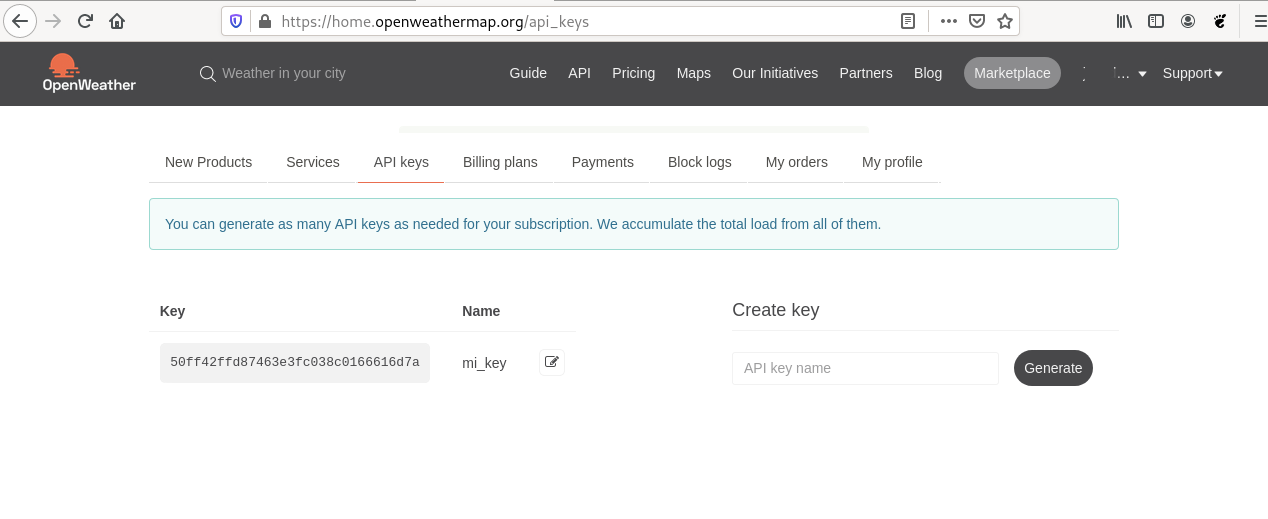 https://home.openweathermap.org/api_keys
OpenWeather
Weather in your city
Guide API Pricing Maps Our Initiatives Partners Blog Marketplace Support
New Products Services API keys Billing plans Payments Block logs My orders My profile
You can generate as many API keys as needed for your subscription. We accumulate the total load from all of them.
Key Name
50ff42ffd87463e3fc038c0166616d7a mi_key
Create key
API key name Generate